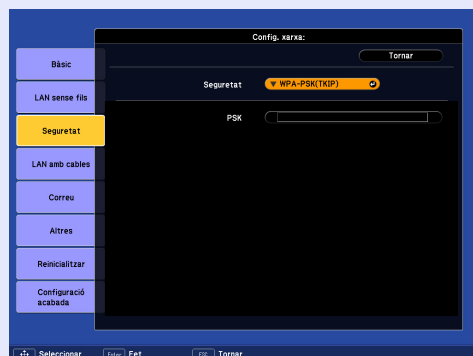 Config. xarxa:
Tornar
Bàsic
LAN sense fils
Seguretat
LAN amb cables
Correu
Altres
Reinicialitzar
Configuració
acabada
Seguretat WPA-PSK(TKIP)
PSK
Seleccionar Enter Fet ESC Tornar